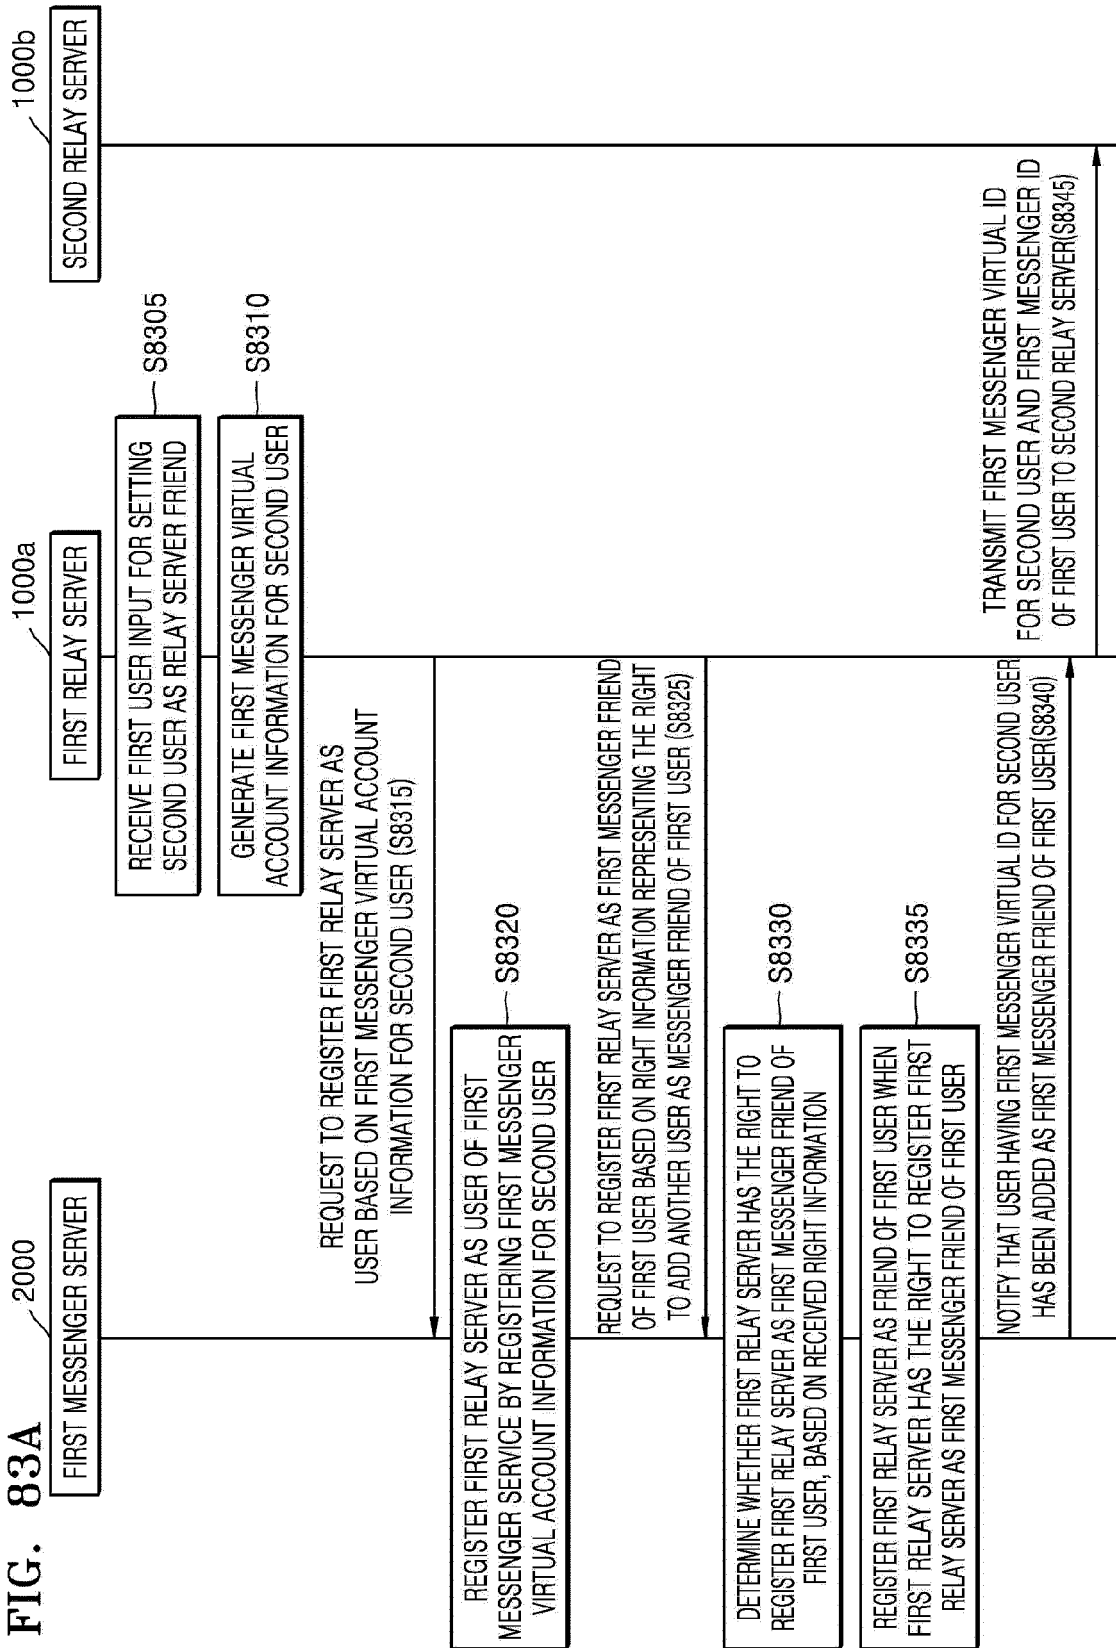 FIG. 83A
2000
1000a
1000b
FIRST MESSENGER SERVER
FIRST RELAY SERVER
SECOND RELAY SERVER
RECEIVE FIRST USER INPUT FOR SETTING
SECOND USER AS RELAY SERVER FRIEND
S8305
GENERATE FIRST MESSENGER VIRTUAL
ACCOUNT INFORMATION FOR SECOND USER
S8310
REQUEST TO REGISTER FIRST RELAY SERVER AS
USER BASED ON FIRST MESSENGER VIRTUAL ACCOUNT
INFORMATION FOR SECOND USER (S8315)
REGISTER FIRST RELAY SERVER AS USER OF FIRST
MESSENGER SERVICE BY REGISTERING FIRST MESSENGER
VIRTUAL ACCOUNT INFORMATION FOR SECOND USER
S8320
REQUEST TO REGISTER FIRST RELAY SERVER AS FIRST MESSENGER FRIEND
OF FIRST USER BASED ON RIGHT INFORMATION REPRESENTING THE RIGHT
TO ADD ANOTHER USER AS MESSENGER FRIEND OF FIRST USER (S8325)
DETERMINE WHETHER FIRST RELAY SERVER HAS THE RIGHT TO
REGISTER FIRST RELAY SERVER AS FIRST MESSENGER FRIEND OF
FIRST USER, BASED ON RECEIVED RIGHT INFORMATION
S8330
REGISTER FIRST RELAY SERVER AS FRIEND OF FIRST USER WHEN
FIRST RELAY SERVER HAS THE RIGHT TO REGISTER FIRST
RELAY SERVER AS FIRST MESSENGER FRIEND OF FIRST USER
S8335
NOTIFY THAT USER HAVING FIRST MESSENGER VIRTUAL ID FOR SECOND USER
HAS BEEN ADDED AS FIRST MESSENGER FRIEND OF FIRST USER(S8340)
TRANSMIT FIRST MESSENGER VIRTUAL ID
FOR SECOND USER AND FIRST MESSENGER ID
OF FIRST USER TO SECOND RELAY SERVER(S8345)